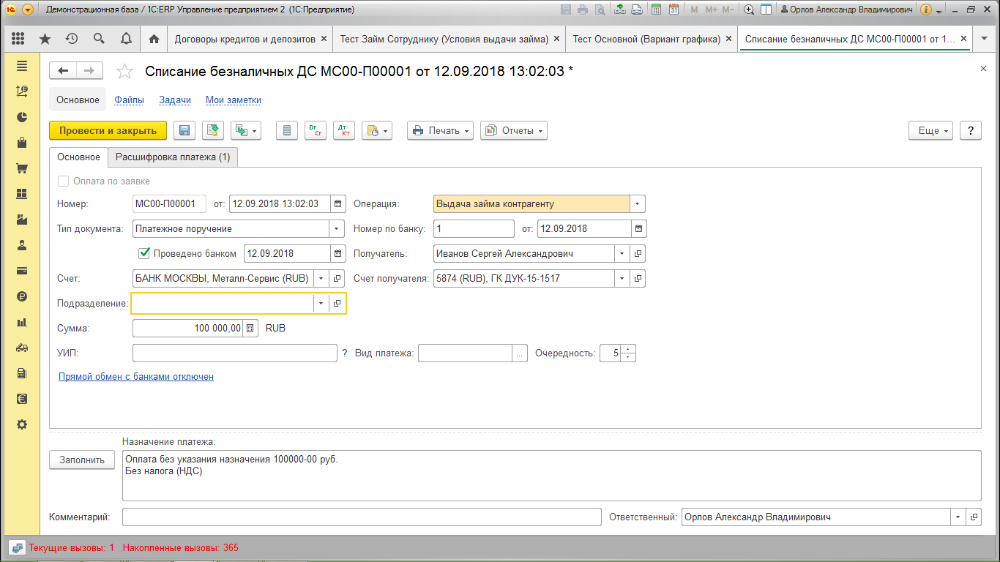 Демонстрационная база / 1С:ERP Управление предприятием 2 (1С:Предприятие)
M M+ M- Орлов Александр Владимирович
Договоры кредитов и депозитов Тест Займ Сотруднику (Условия выдачи займа) Тест Основной (Вариант графика) Списание безналичных ДС МС00-П00001 от 1...
Списание безналичных ДС МС00-П00001 от 12.09.2018 13:02:03 *
Основное Файлы Задачи Мои заметки
Провести и закрыть Dr Cr Дт Кт Печать Отчеты Еще ?
Основное Расшифровка платежа (1)
Оплата по заявке
Номер: МС00-П00001 от: 12.09.2018 13:02:03 Операция: Выдача займа контрагенту
Тип документа: Платежное поручение Номер по банку: 1 от: 12.09.2018
Проведено банком 12.09.2018 Получатель: Иванов Сергей Александрович
Счет: БАНК МОСКВЫ, Металл-Сервис (RUB) Счет получателя: 5874 (RUB), ГК ДУК-15-1517
Подразделение:
Сумма: 100 000,00 RUB
УИП: ? Вид платежа: ... Очередность: 5
Прямой обмен с банками отключен
Назначение платежа:
Заполнить Оплата без указания назначения 100000-00 руб.
Без налога (НДС)
Комментарий: Ответственный: Орлов Александр Владимирович
Текущие вызовы: 1 Накопленные вызовы: 365